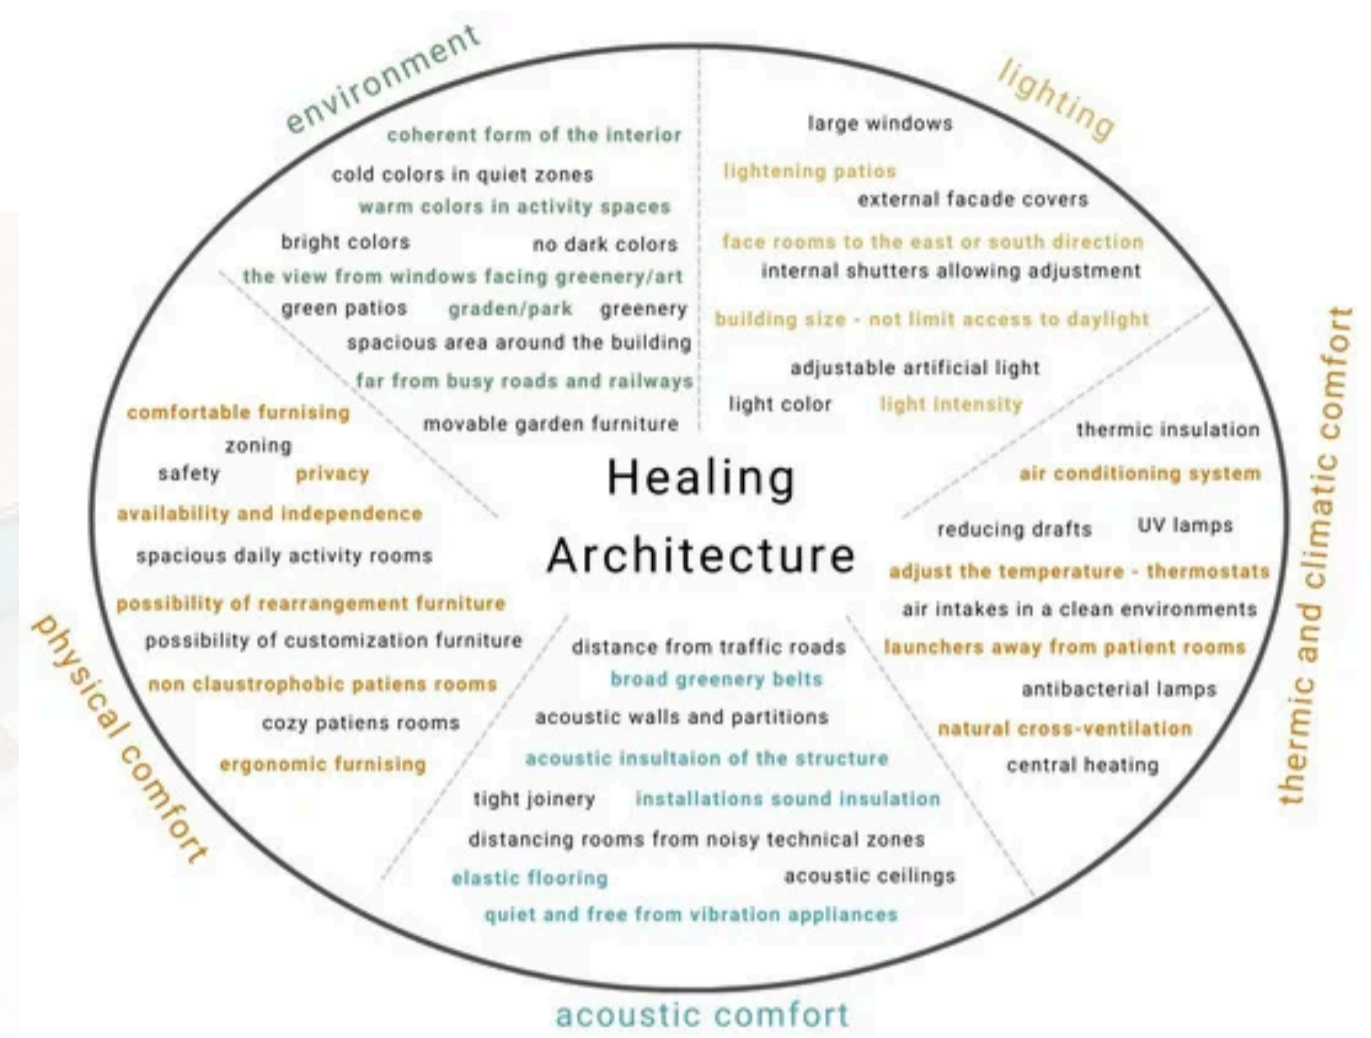 environment
coherent form of the interior
cold colors in quiet zones
warm colors in activity spaces
bright colors no dark colors
the view from windows facing greenery/art
green patios graden/park greenery
spacious area around the building
far from busy roads and railways
movable garden furniture
lighting
large windows
lightening patios
external facade covers
face rooms to the east or south direction
internal shutters allowing adjustment
building size - not limit access to daylight
adjustable artificial light
light color light intensity
thermic and climatic comfort
thermic insulation
air conditioning system
reducing drafts UV lamps
adjust the temperature - thermostats
air intakes in a clean environments
launchers away from patient rooms
antibacterial lamps
natural cross-ventilation
central heating
Healing
Architecture
physical comfort
comfortable furnising
zoning
safety privacy
availability and independence
spacious daily activity rooms
possibility of rearrangement furniture
possibility of customization furniture
non claustrophobic patiens rooms
cozy patiens rooms
ergonomic furnising
distance from traffic roads
broad greenery belts
acoustic walls and partitions
acoustic insultaion of the structure
tight joinery installations sound insulation
distancing rooms from noisy technical zones
elastic flooring acoustic ceilings
quiet and free from vibration appliances
acoustic comfort